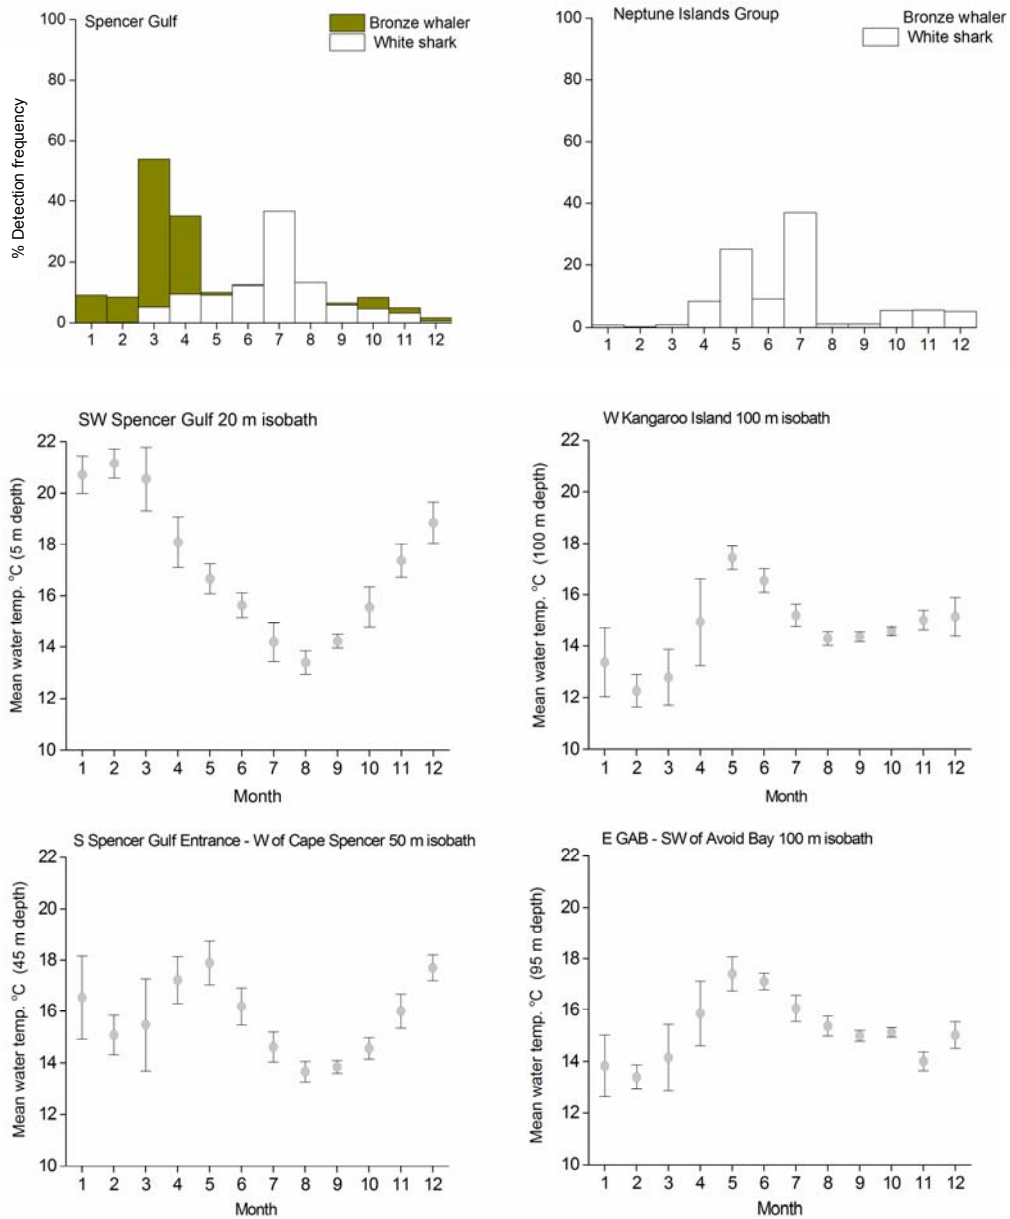 Spencer Gulf
Bronze whaler
White shark
% Detection frequency
100
80
60
40
20
0
1 2 3 4 5 6 7 8 9 10 11 12
Neptune Islands Group
Bronze whaler
White shark
100
80
60
40
20
0
1 2 3 4 5 6 7 8 9 10 11 12
SW Spencer Gulf 20 m isobath
Mean water temp. °C (5 m depth)
22
20
18
16
14
12
10
1 2 3 4 5 6 7 8 9 10 11 12
Month
W Kangaroo Island 100 m isobath
Mean water temp. °C (100 m depth)
22
20
18
16
14
12
10
1 2 3 4 5 6 7 8 9 10 11 12
Month
S Spencer Gulf Entrance - W of Cape Spencer 50 m isobath
Mean water temp. °C (45 m depth)
22
20
18
16
14
12
10
1 2 3 4 5 6 7 8 9 10 11 12
Month
E GAB - SW of Avoid Bay 100 m isobath
Mean water temp. °C (95 m depth)
22
20
18
16
14
12
10
1 2 3 4 5 6 7 8 9 10 11 12
Month